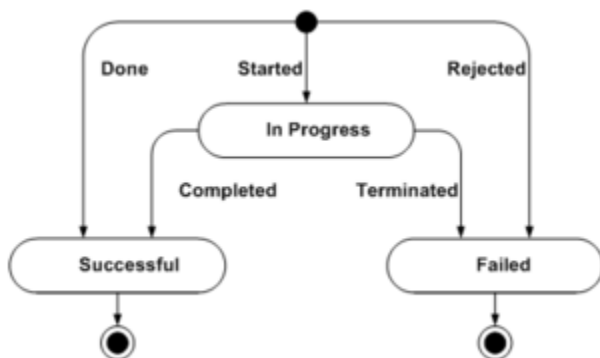 Done
Started
Rejected
In Progress
Completed
Terminated
Successful
Failed